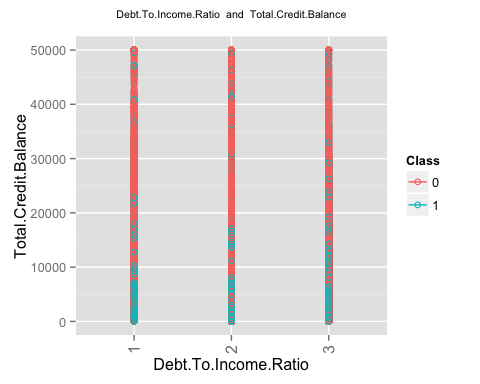 Debt.To.Income.Ratio and Total.Credit.Balance
50000
40000
30000
20000
10000
0
Total.Credit.Balance
1
2
3
Debt.To.Income.Ratio
Class
0
1